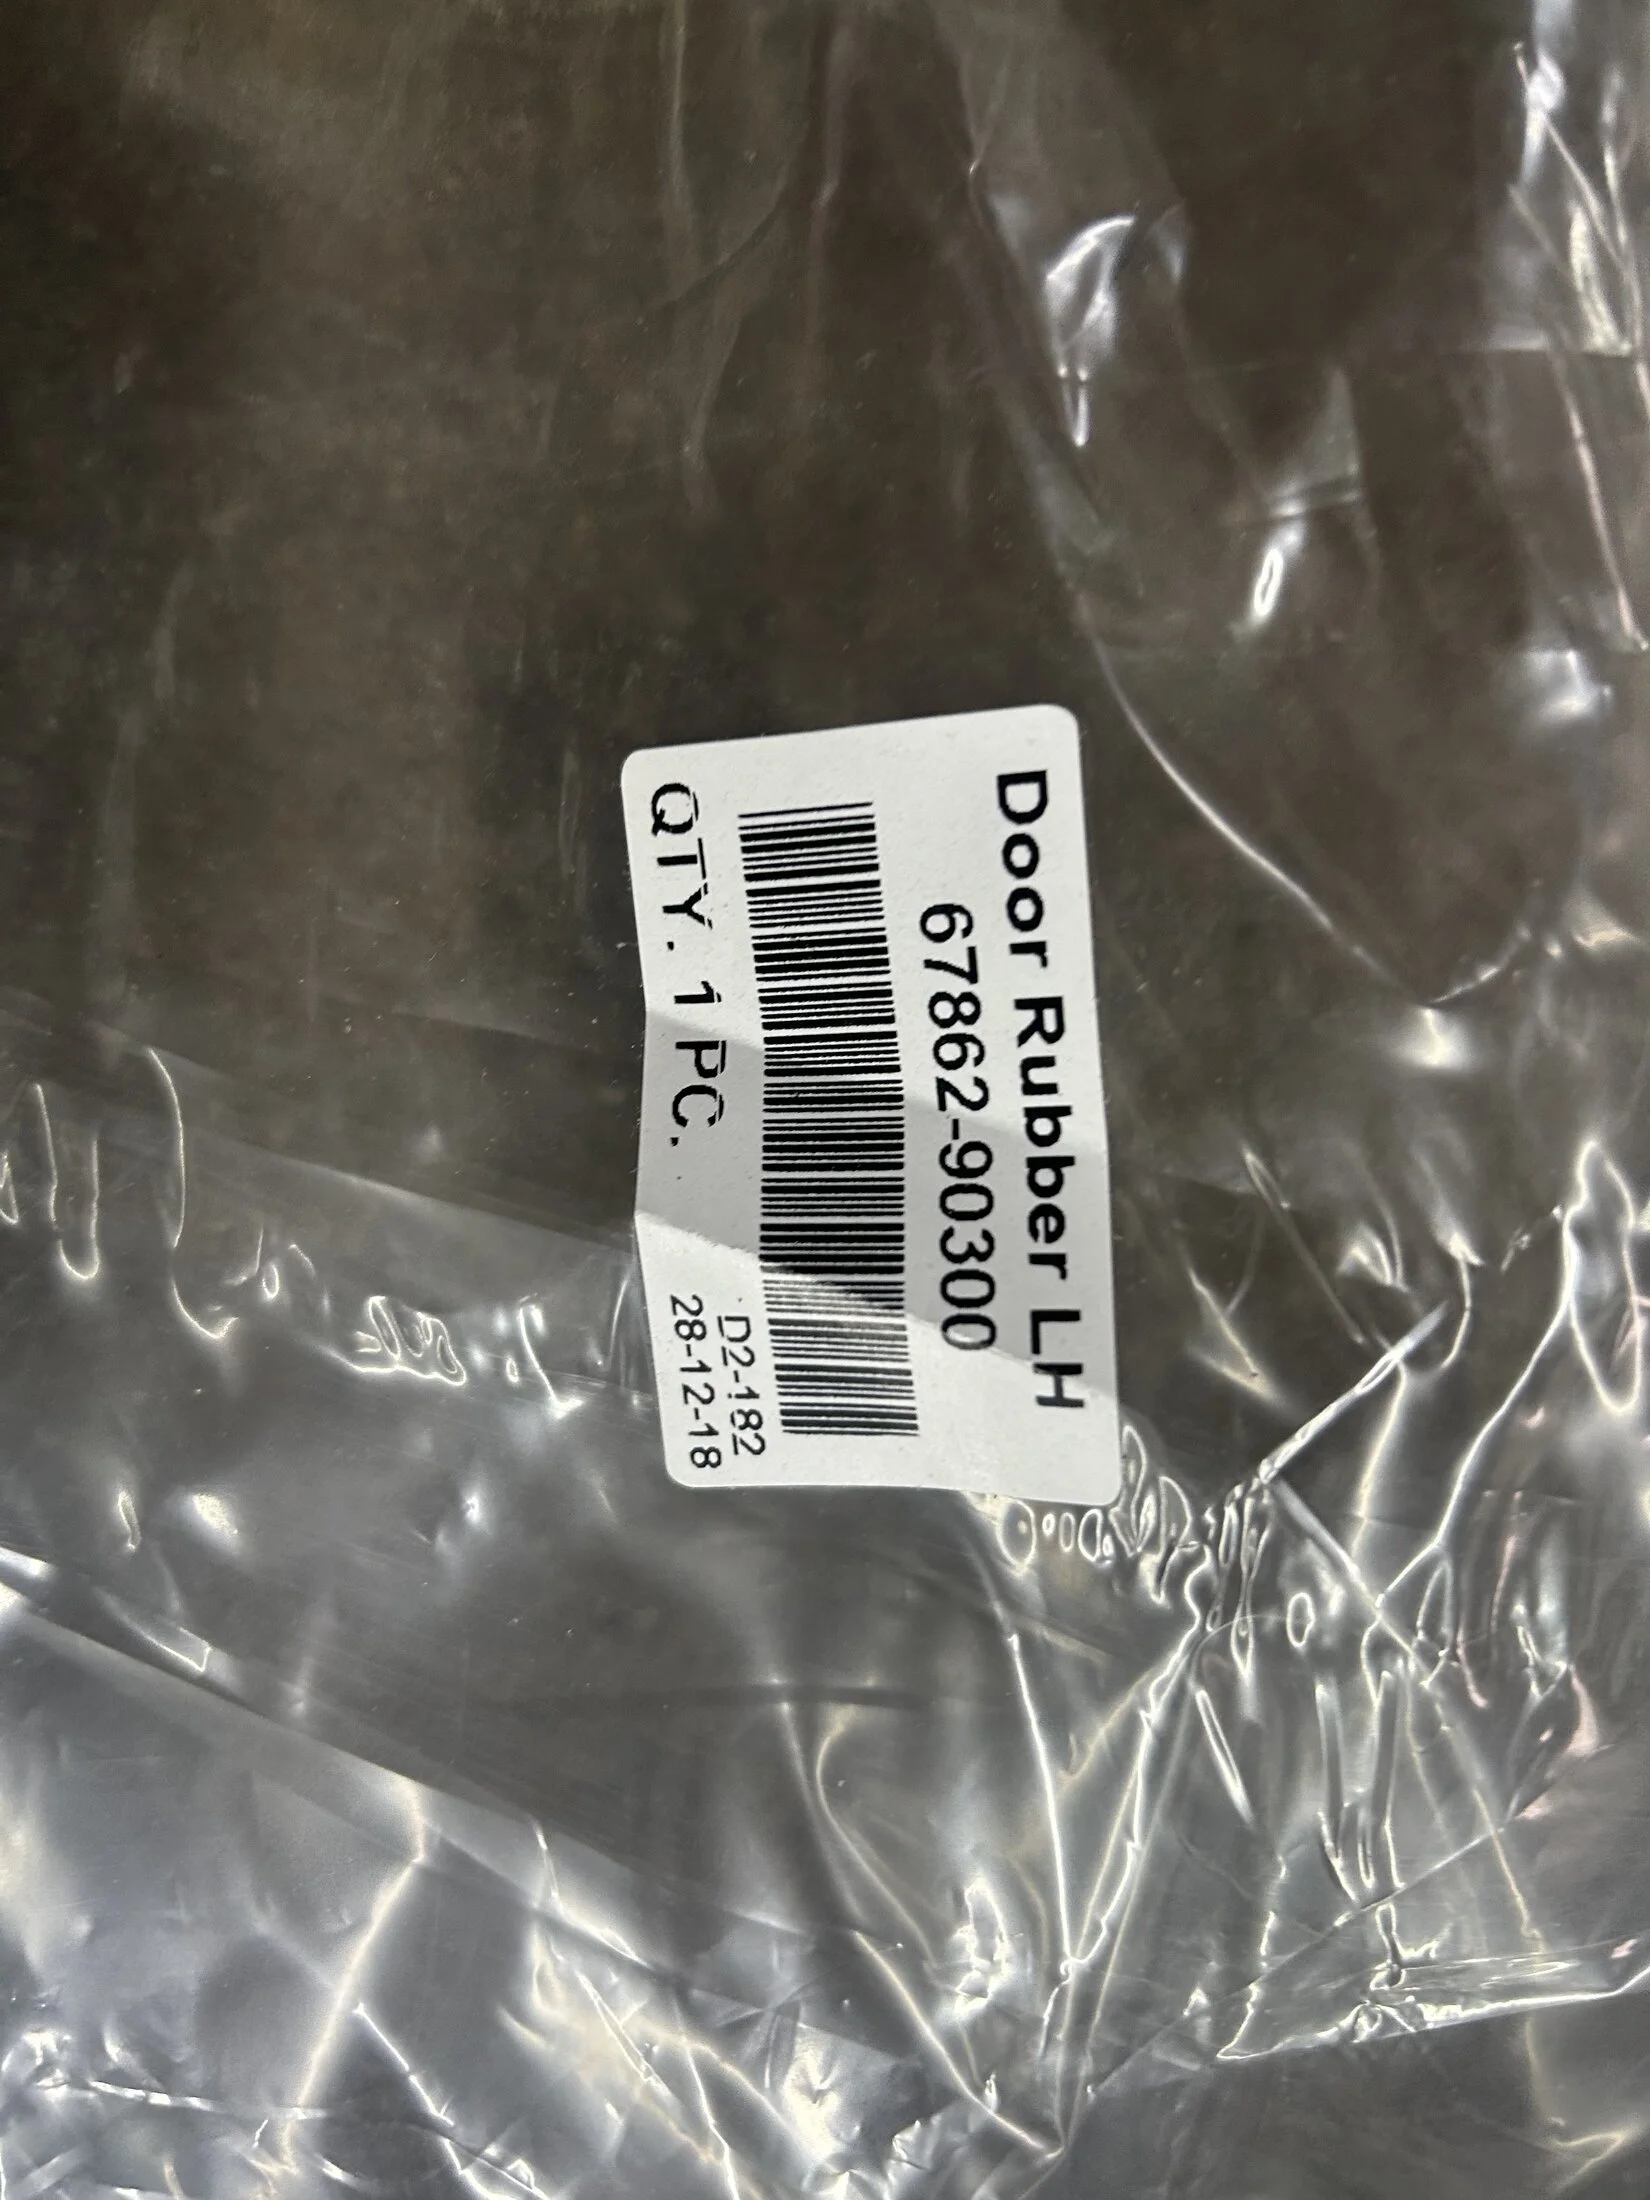 Door Rubber LH
67862-90300
D2-182
QTY. 1 PC.
28-12-18